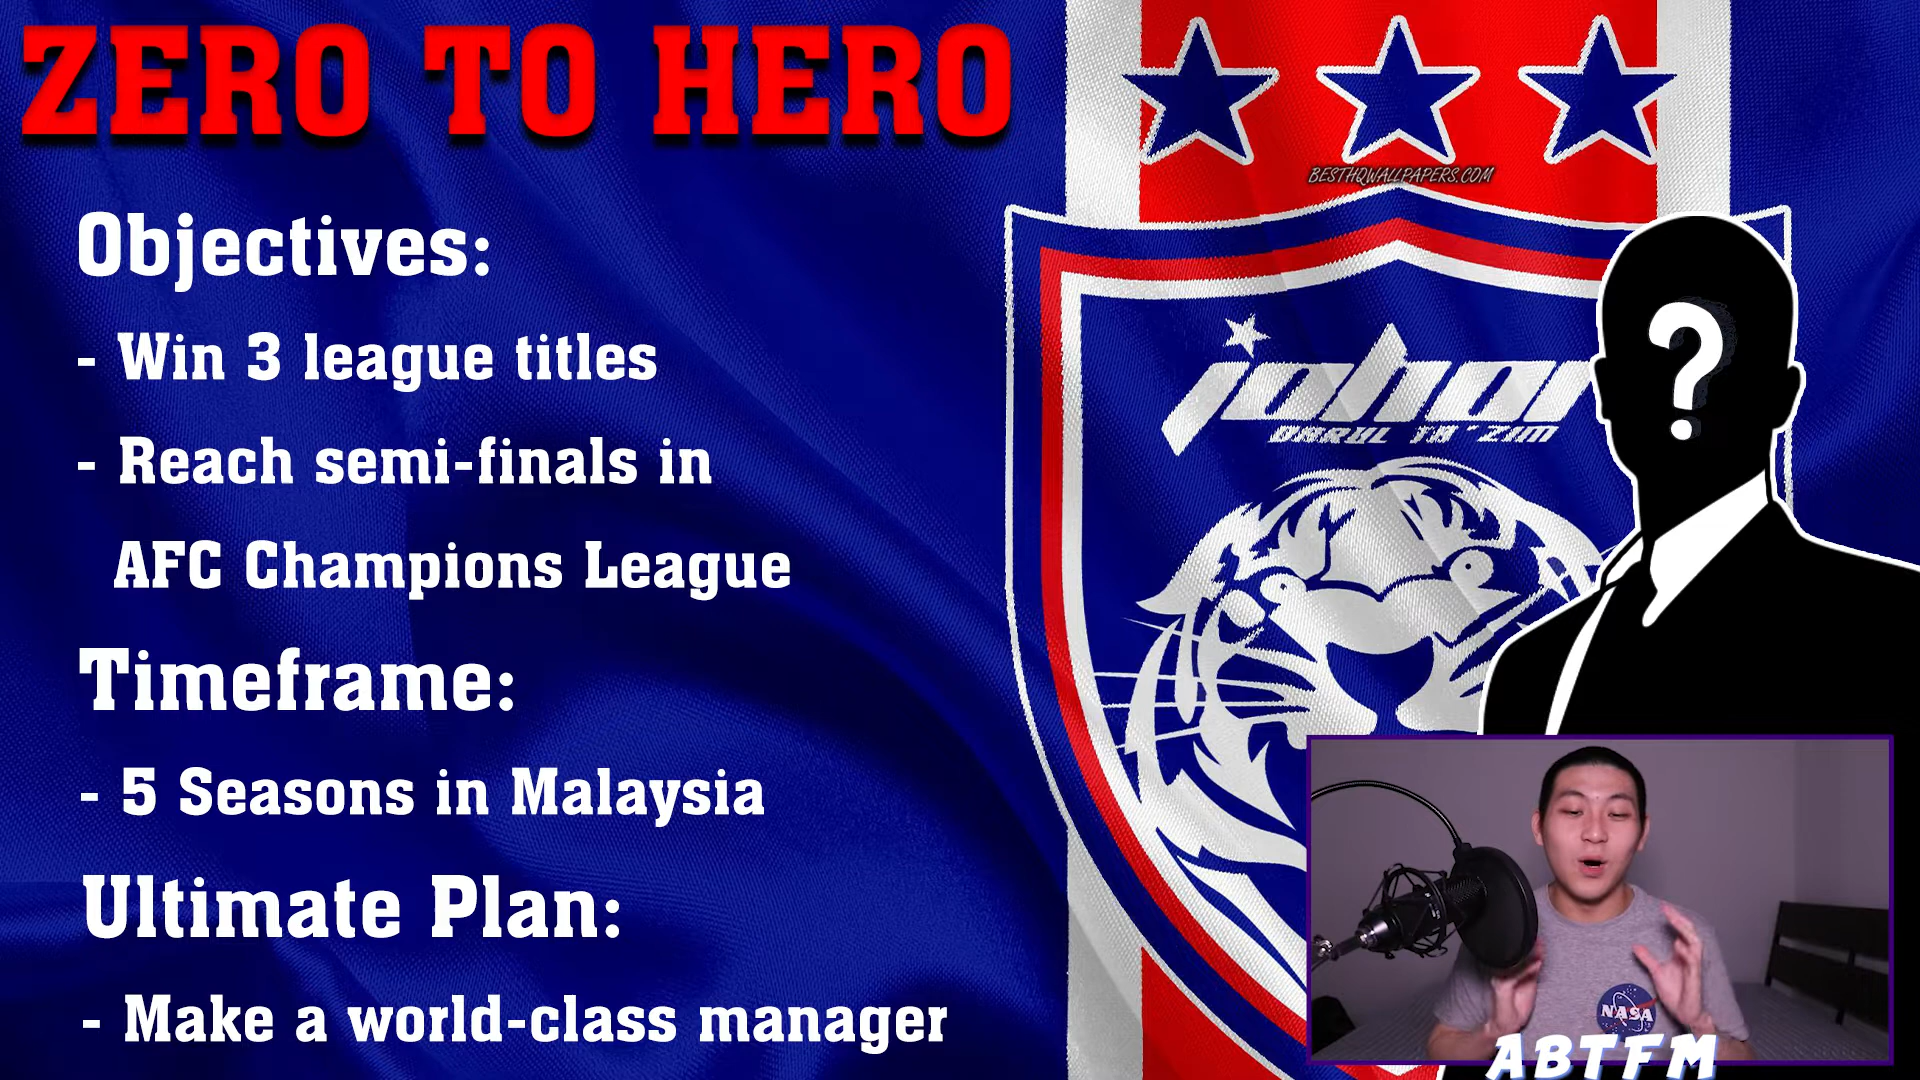 ZERO TO HERO
BESTHQWALLPAPERS.COM
Objectives:
- Win 3 league titles
- Reach semi-finals in
AFC Champions League
Timeframe:
- 5 Seasons in Malaysia
Ultimate Plan:
- Make a world-class manager
johor
DARUL TA'ZIM
?
NASA
ABTFM